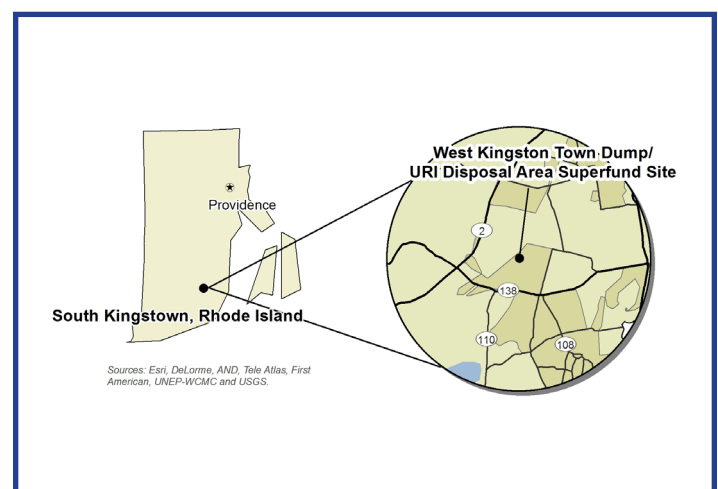 West Kingston Town Dump/
URI Disposal Area Superfund Site
Providence
2
138
South Kingstown, Rhode Island
110
108
Sources: Esri, DeLorme, AND, Tele Atlas, First
American, UNEP-WCMC and USGS.